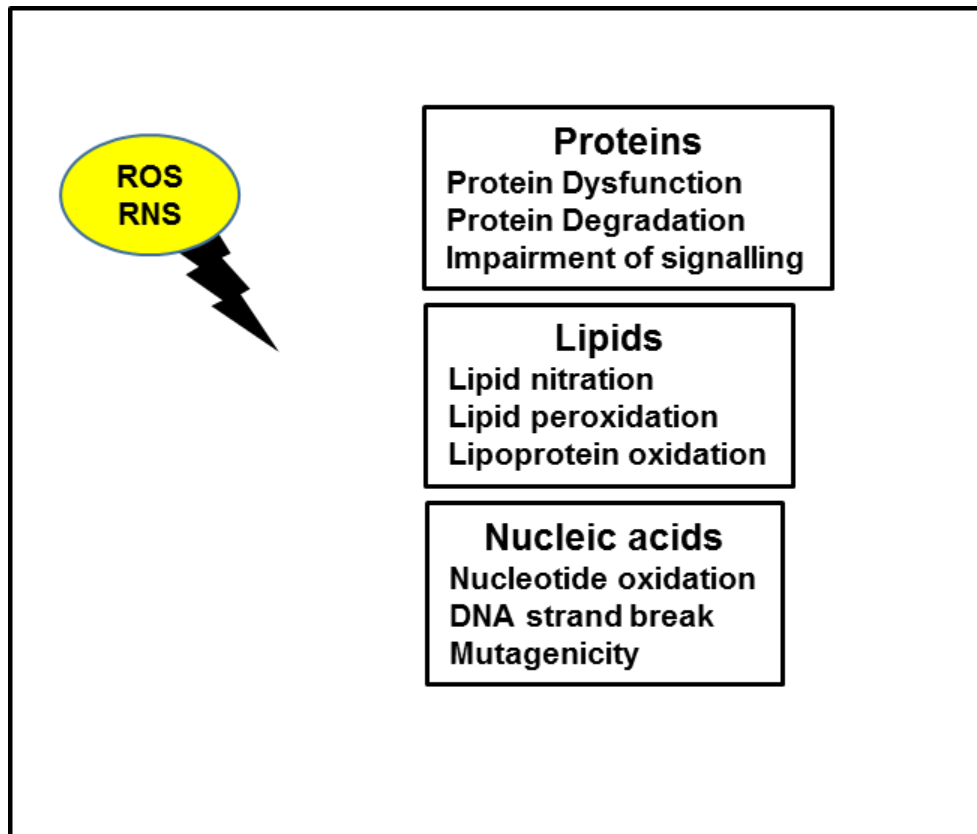 ROS
RNS
Proteins
Protein Dysfunction
Protein Degradation
Impairment of signalling
Lipids
Lipid nitration
Lipid peroxidation
Lipoprotein oxidation
Nucleic acids
Nucleotide oxidation
DNA strand break
Mutagenicity